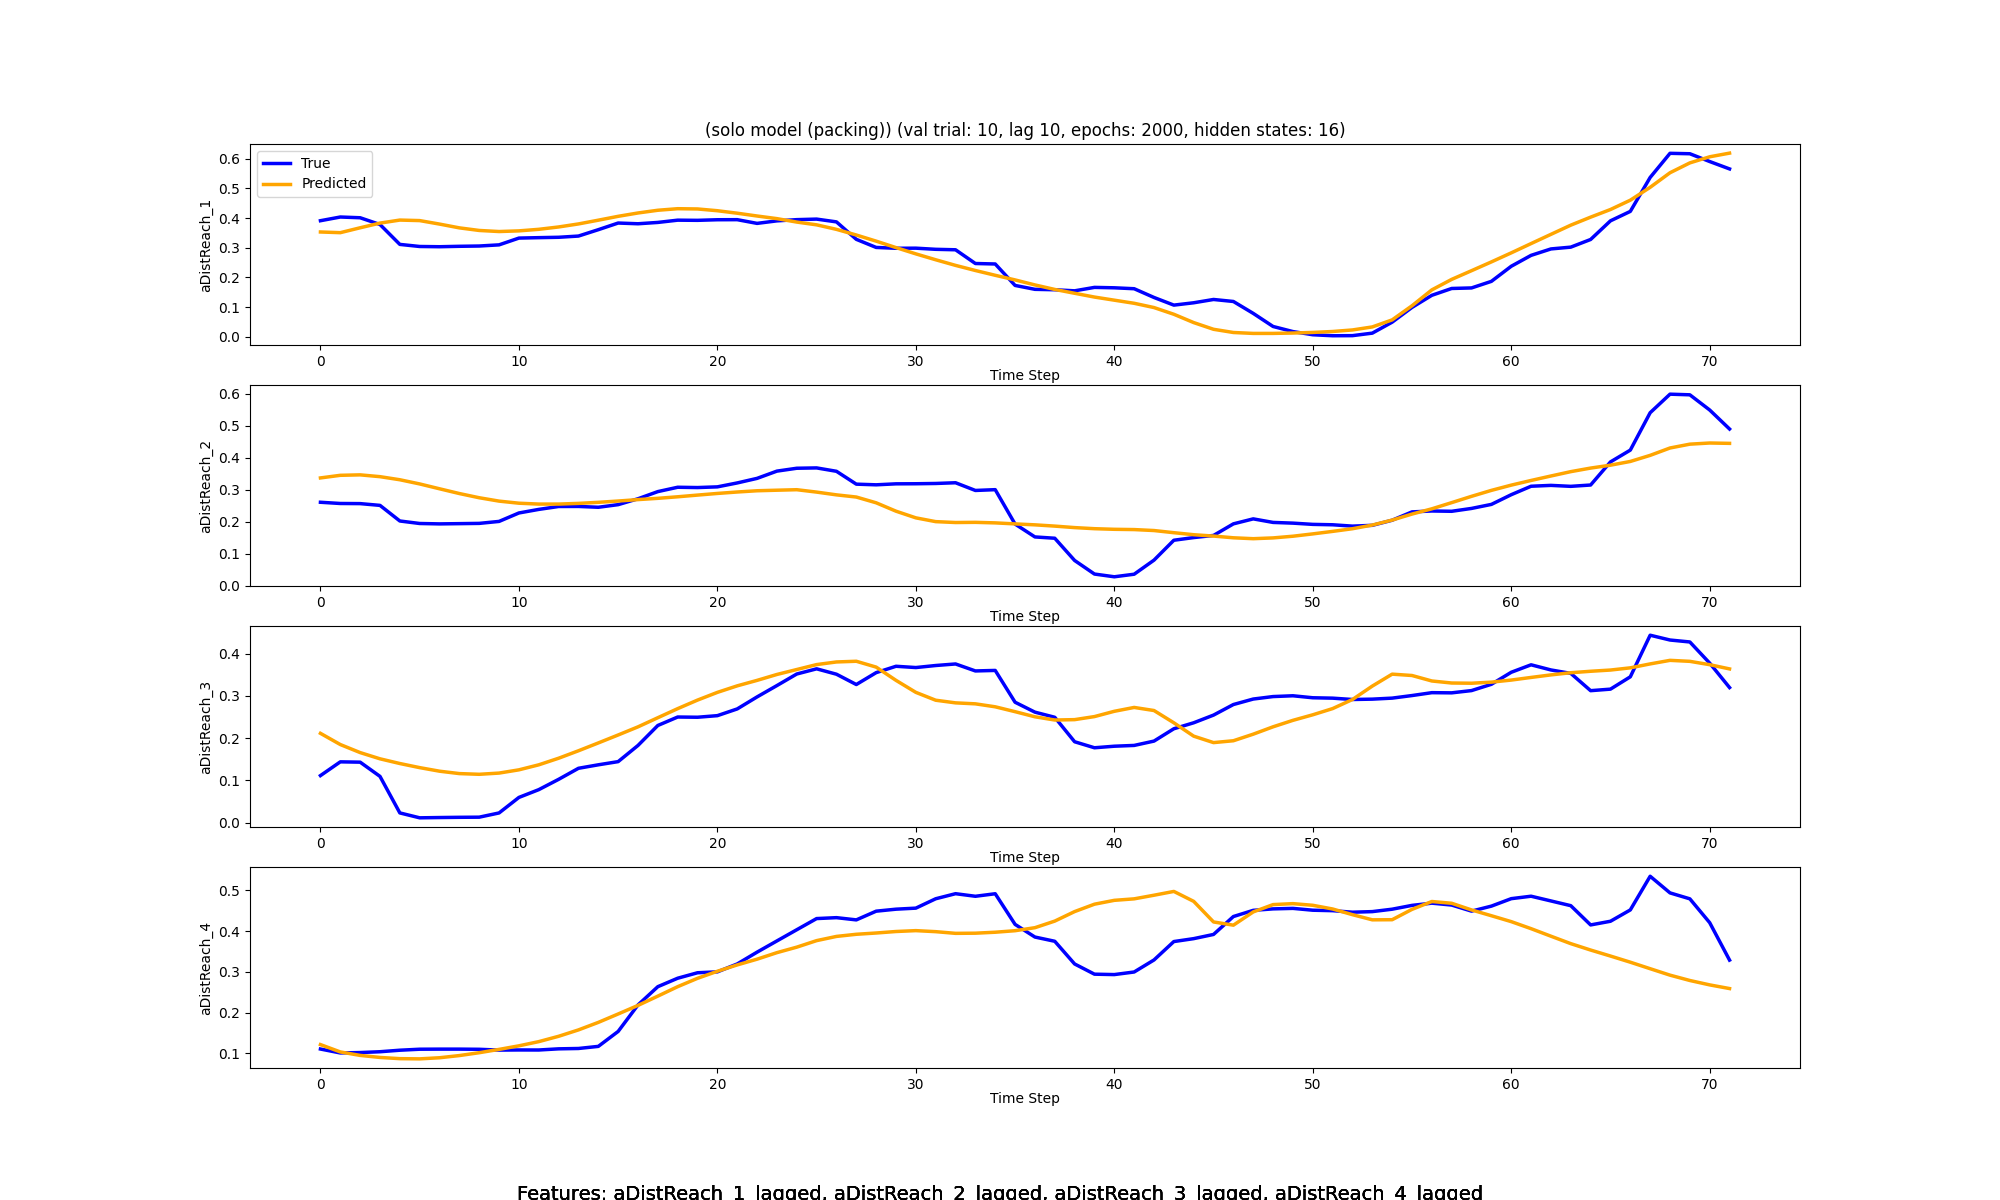 (solo model (packing)) (val trial: 10, lag 10, epochs: 2000, hidden states: 16)
True
Predicted
aDistReach_1
0.6
0.5
0.4
0.3
0.2
0.1
0.0
0 10 20 30 40 50 60 70
Time Step
aDistReach_2
0.6
0.5
0.4
0.3
0.2
0.1
0.0
0 10 20 30 40 50 60 70
Time Step
aDistReach_3
0.4
0.3
0.2
0.1
0.0
0 10 20 30 40 50 60 70
Time Step
aDistReach_4
0.5
0.4
0.3
0.2
0.1
0 10 20 30 40 50 60 70
Time Step
Features: aDistReach_1_lagged, aDistReach_2_lagged, aDistReach_3_lagged, aDistReach_4_lagged